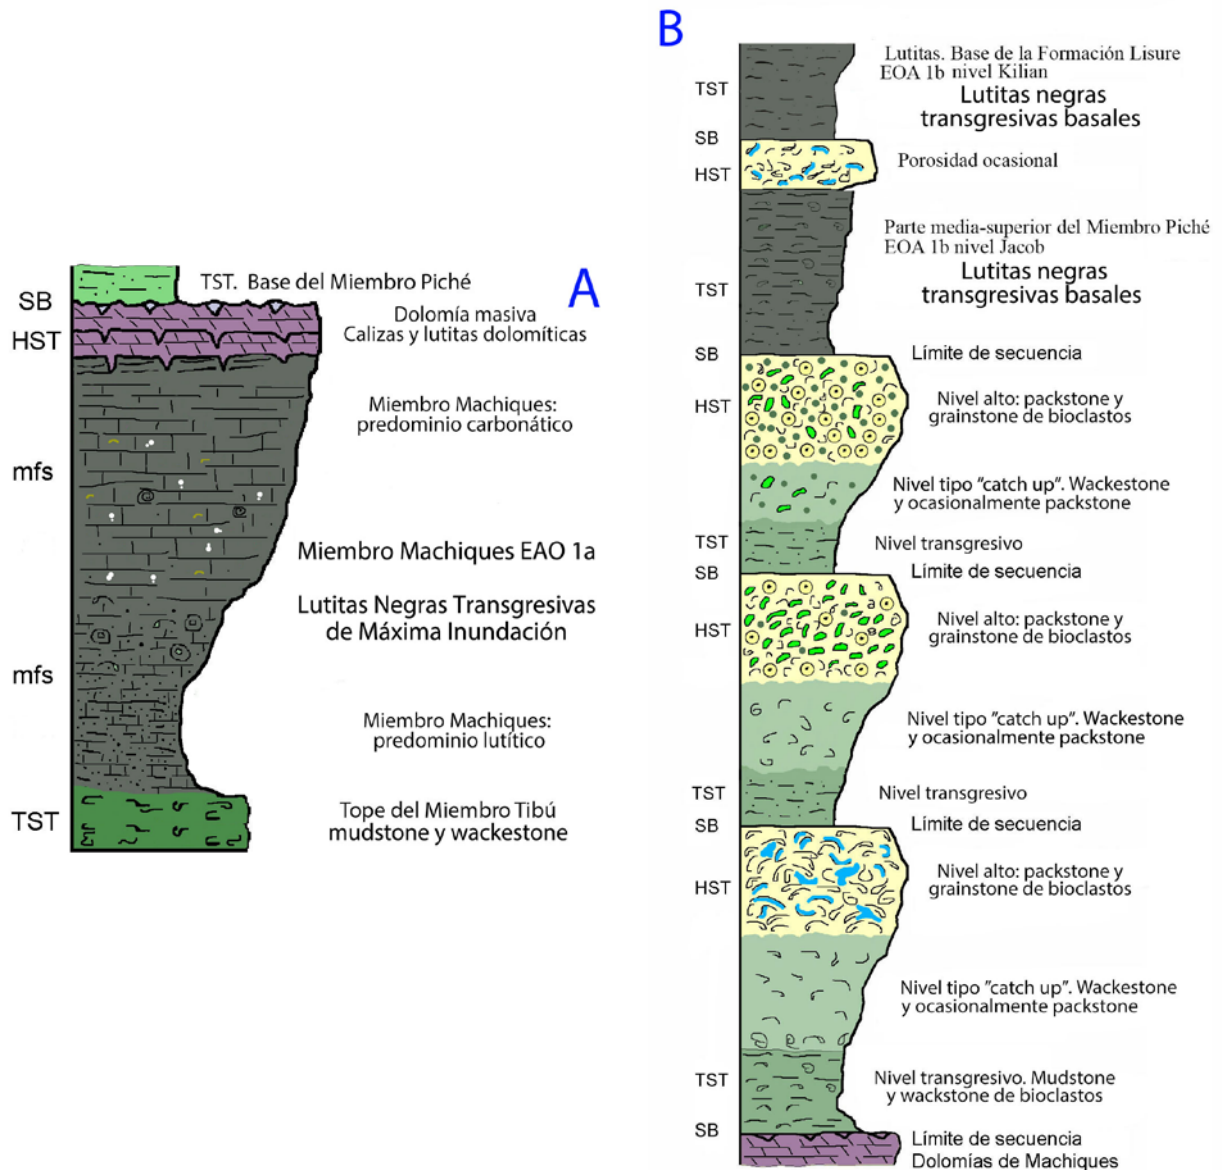 A
SB
TST. Base del Miembro Piché
HST
Dolomía masiva
Calizas y lutitas dolomíticas
Miembro Machiques:
predominio carbonático
mfs
Miembro Machiques EAO 1a
Lutitas Negras Transgresivas
de Máxima Inundación
mfs
Miembro Machiques:
predominio lutítico
TST
Tope del Miembro Tibú
mudstone y wackestone
B
Lutitas. Base de la Formación Lisure
EOA 1b nivel Kilian
TST
Lutitas negras
transgresivas basales
SB
HST
Porosidad ocasional
Parte media-superior del Miembro Piché
EOA 1b nivel Jacob
Lutitas negras
transgresivas basales
TST
SB
Límite de secuencia
HST
Nivel alto: packstone y
grainstone de bioclastos
Nivel tipo "catch up". Wackestone
y ocasionalmente packstone
TST
Nivel transgresivo
SB
Límite de secuencia
HST
Nivel alto: packstone y
grainstone de bioclastos
Nivel tipo "catch up". Wackestone
y ocasionalmente packstone
TST
Nivel transgresivo
SB
Límite de secuencia
HST
Nivel alto: packstone y
grainstone de bioclastos
Nivel tipo "catch up". Wackestone
y ocasionalmente packstone
TST
Nivel transgresivo. Mudstone
y wackstone de bioclastos
SB
Límite de secuencia
Dolomías de Machiques